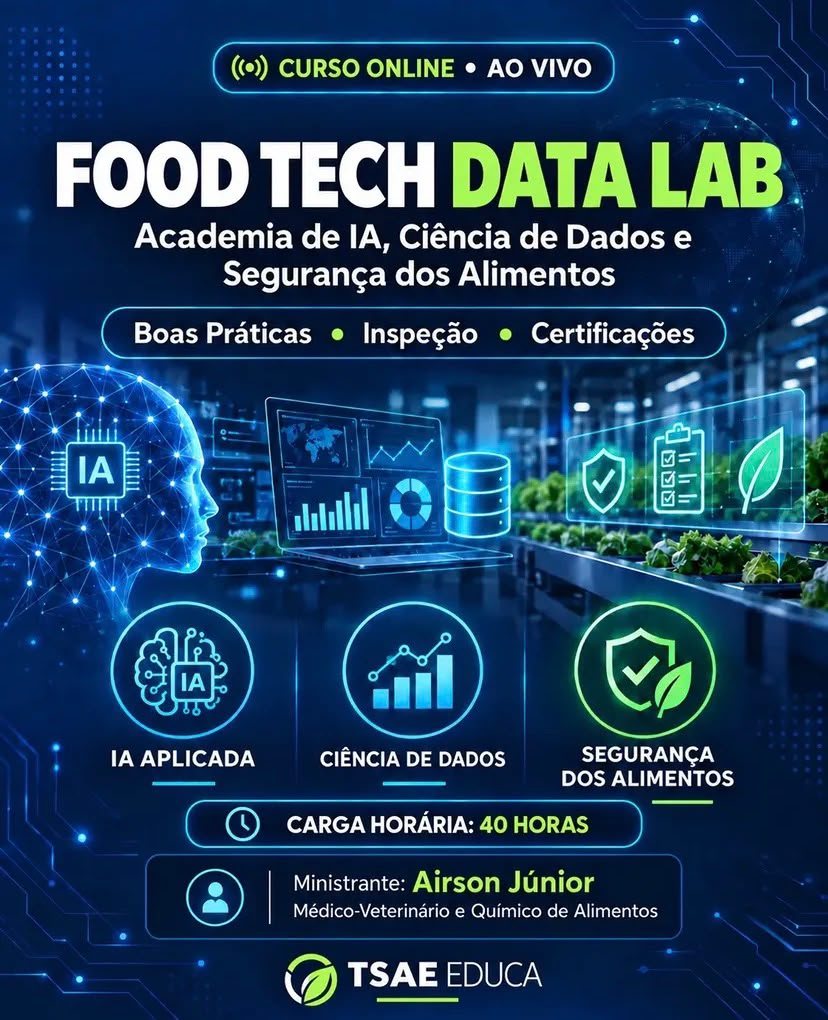 CURSO ONLINE • AO VIVO
FOOD TECH DATA LAB
Academia de IA, Ciência de Dados e
Segurança dos Alimentos
Boas Práticas • Inspeção • Certificações
IA
IA
IA APLICADA
CIÊNCIA DE DADOS
SEGURANÇA
DOS ALIMENTOS
CARGA HORÁRIA: 40 HORAS
Ministrante: Airson Júnior
Médico-Veterinário e Químico de Alimentos
TSAE EDUCA